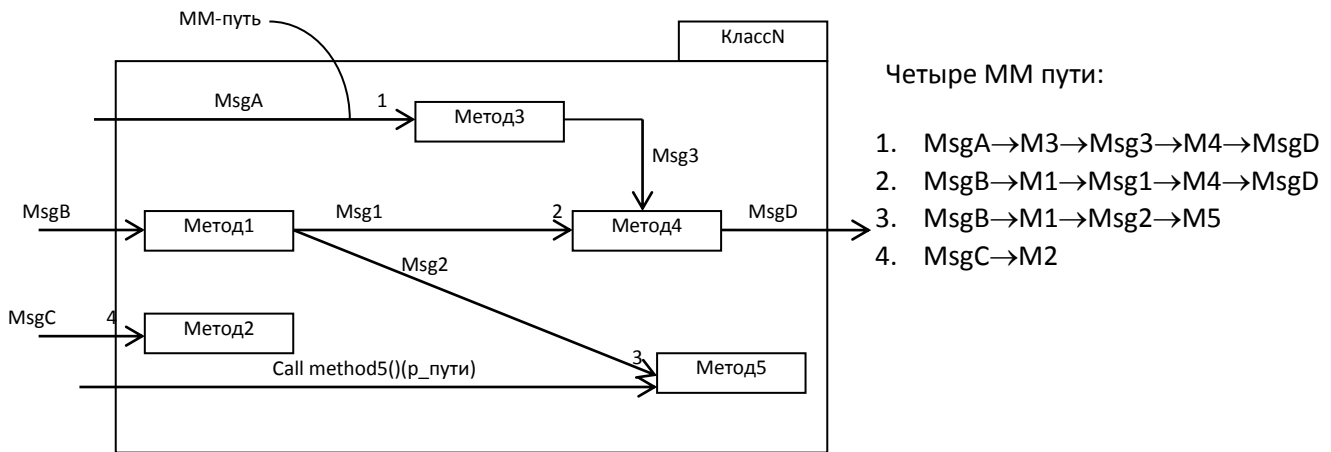 ММ-путь
КлассN
MsgA
1
Метод3
Msg3
MsgB
Метод1
Msg1
2
Метод4
MsgD
Msg2
MsgC
4
Метод2
3
Метод5
Call method5()(р_пути)
Четыре ММ пути:
1. MsgA→M3→Msg3→M4→MsgD
2. MsgB→M1→Msg1→M4→MsgD
3. MsgB→M1→Msg2→M5
4. MsgC→M2